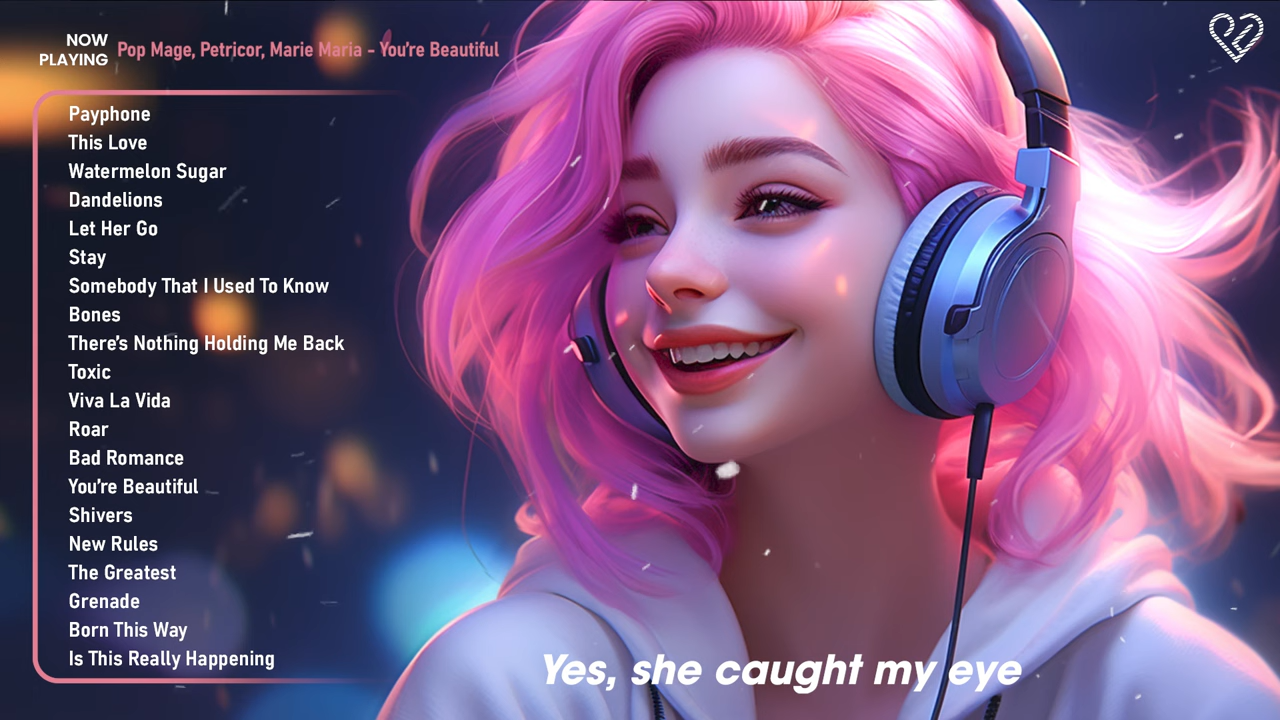 NOW
PLAYING
Pop Mage, Petricor, Marie María - You're Beautiful
Payphone
This Love
Watermelon Sugar
Dandelions
Let Her Go
Stay
Somebody That I Used To Know
Bones
There's Nothing Holding Me Back
Toxic
Viva La Vida
Roar
Bad Romance
You're Beautiful
Shivers
New Rules
The Greatest
Grenade
Born This Way
Is This Really Happening
Yes, she caught my eye